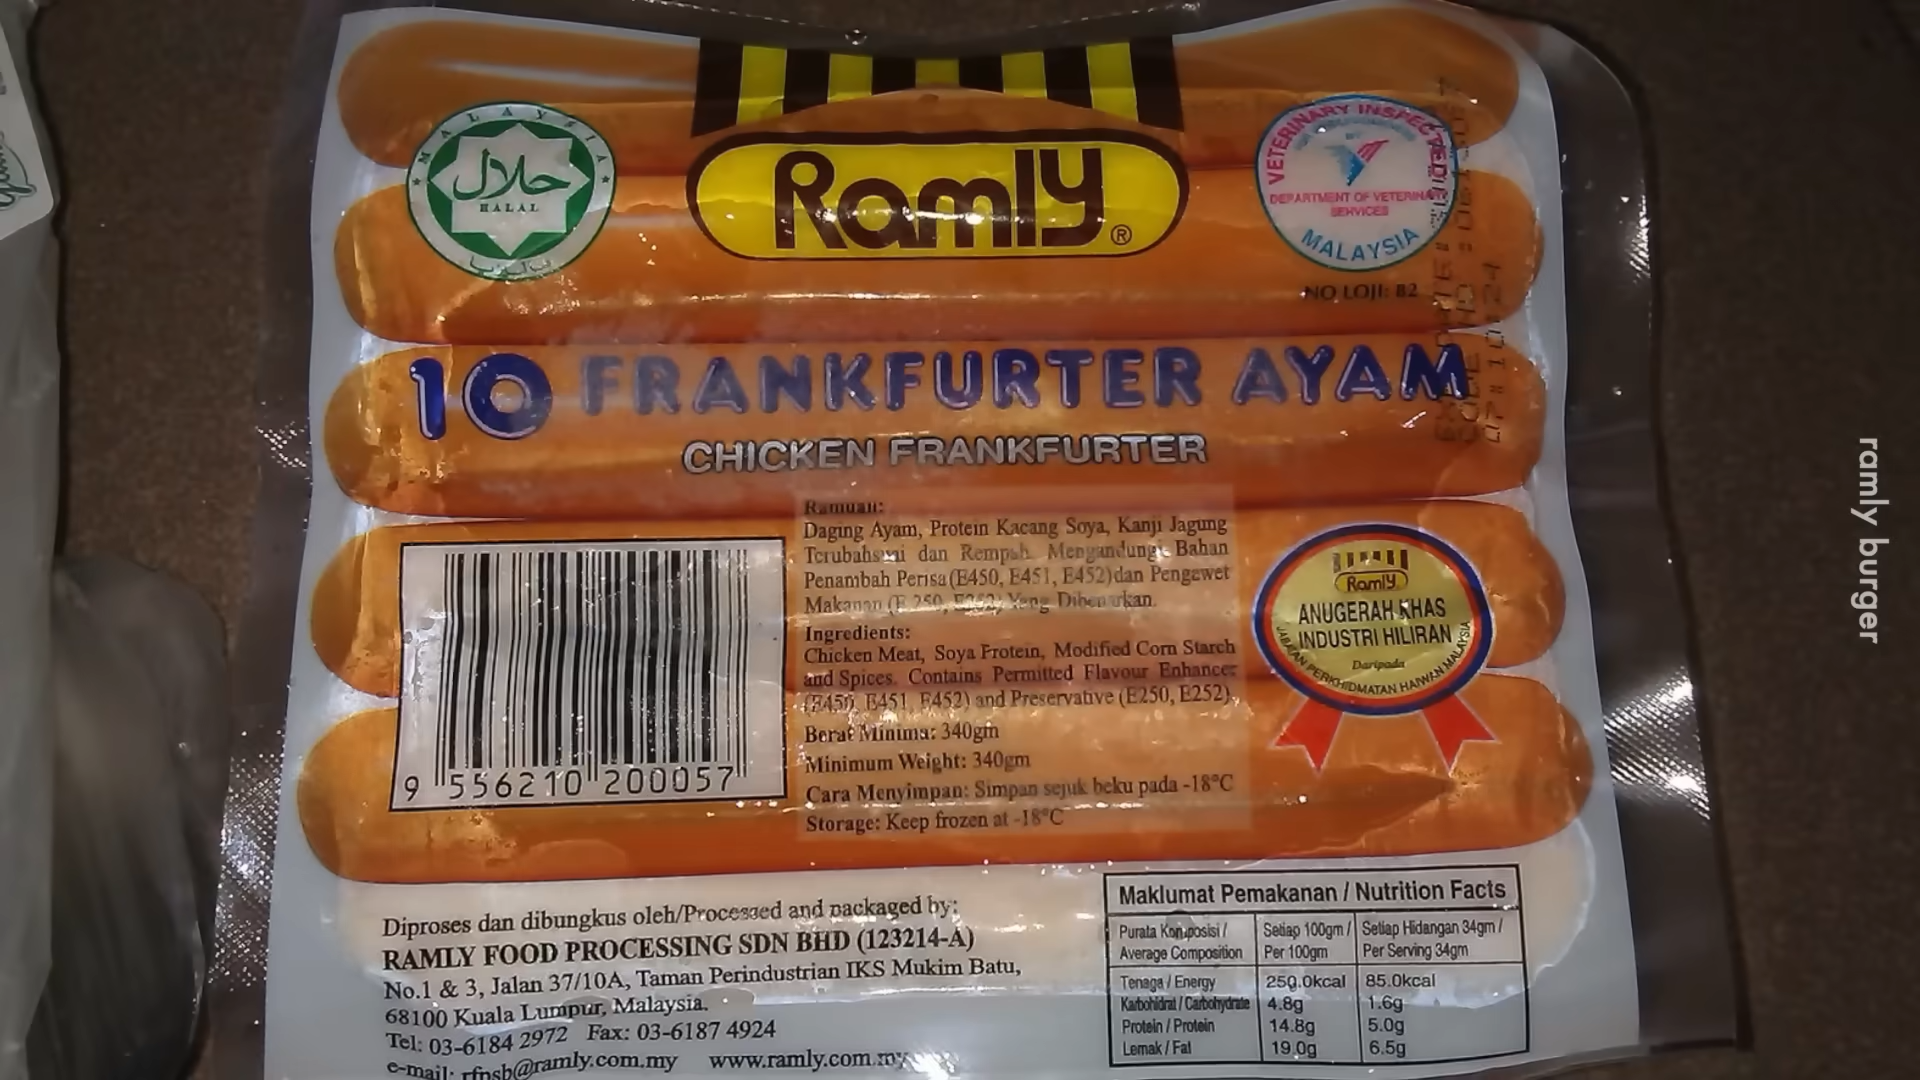 MALAYSIA
حلال
HALAL
Ramly®
VETERINARY INSPECTED
DEPARTMENT OF VETERINARY
SERVICES
MALAYSIA
NO LOJI: B2
10 FRANKFURTER AYAM
CHICKEN FRANKFURTER
Ramuan:
Daging Ayam, Protein Kacang Soya, Kanji Jagung
Terubahsuai dan Rempah. Mengandungi Bahan
Penambah Perisa (E450, E451, E452) dan Pengawet
Makanan (E 250, E252) Yang Dibenarkan.
Ingredients:
Chicken Meat, Soya Protein, Modified Corn Starch
and Spices. Contains Permitted Flavour Enhancer
(E450, E451, E452) and Preservative (E250, E252).
Berat Minima: 340gm
Minimum Weight: 340gm
Cara Menyimpan: Simpan sejuk beku pada -18°C
Storage: Keep frozen at -18°C
9 556210 200057
Ramly
ANUGERAH KHAS
INDUSTRI HILIRAN
Daripada
JABATAN PERKHIDMATAN HAIWAN MALAYSIA
Diproses dan dibungkus oleh/Processed and packaged by:
RAMLY FOOD PROCESSING SDN BHD (123214-A)
No.1 & 3, Jalan 37/10A, Taman Perindustrian IKS Mukim Batu,
68100 Kuala Lumpur, Malaysia.
Tel: 03-6184 2972 Fax: 03-6187 4924
e-mail: rfpsb@ramly.com.my www.ramly.com.my
Maklumat Pemakanan / Nutrition Facts
Purata Komposisi / Setiap 100gm / Setiap Hidangan 34gm /
Average Composition Per 100gm Per Serving 34gm
Tenaga / Energy 250.0kcal 85.0kcal
Karbohidrat / Carbohydrate 4.8g 1.6g
Protein / Protein 14.8g 5.0g
Lemak / Fat 19.0g 6.5g
ramly burger